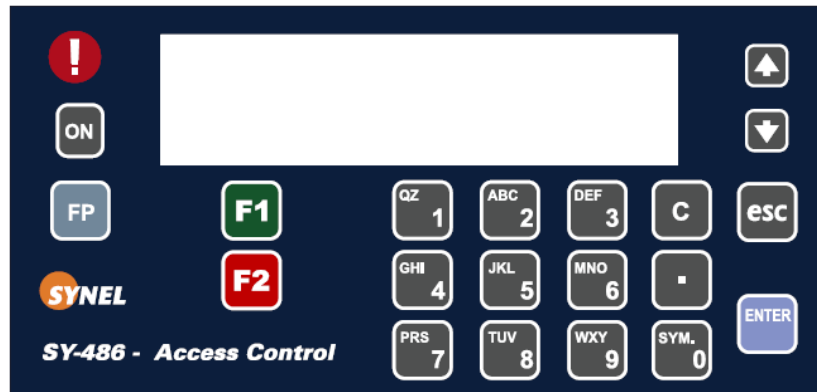 !
ON
FP
F1
QZ 1
ABC 2
DEF 3
C
esc
F2
GHI 4
JKL 5
MNO 6
.
SYNEL
ENTER
PRS 7
TUV 8
WXY 9
SYM. 0
SY-486 - Access Control